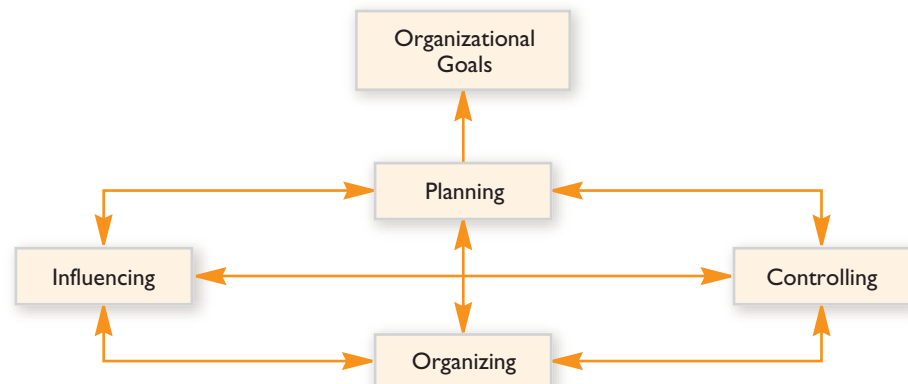 Organizational
Goals
Planning
Influencing
Controlling
Organizing